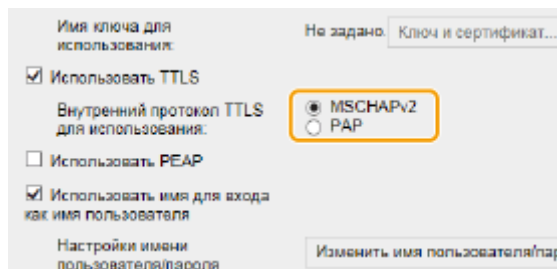 Имя ключа для
использования:
Не задано. Ключ и сертификат...
Использовать TTLS
Внутренний протокол TTLS
для использования:
MSCHAPv2
PAP
Использовать PEAP
Использовать имя для входа
как имя пользователя
Настройки имени
пользователя/пароля
Изменить имя пользователя/пар